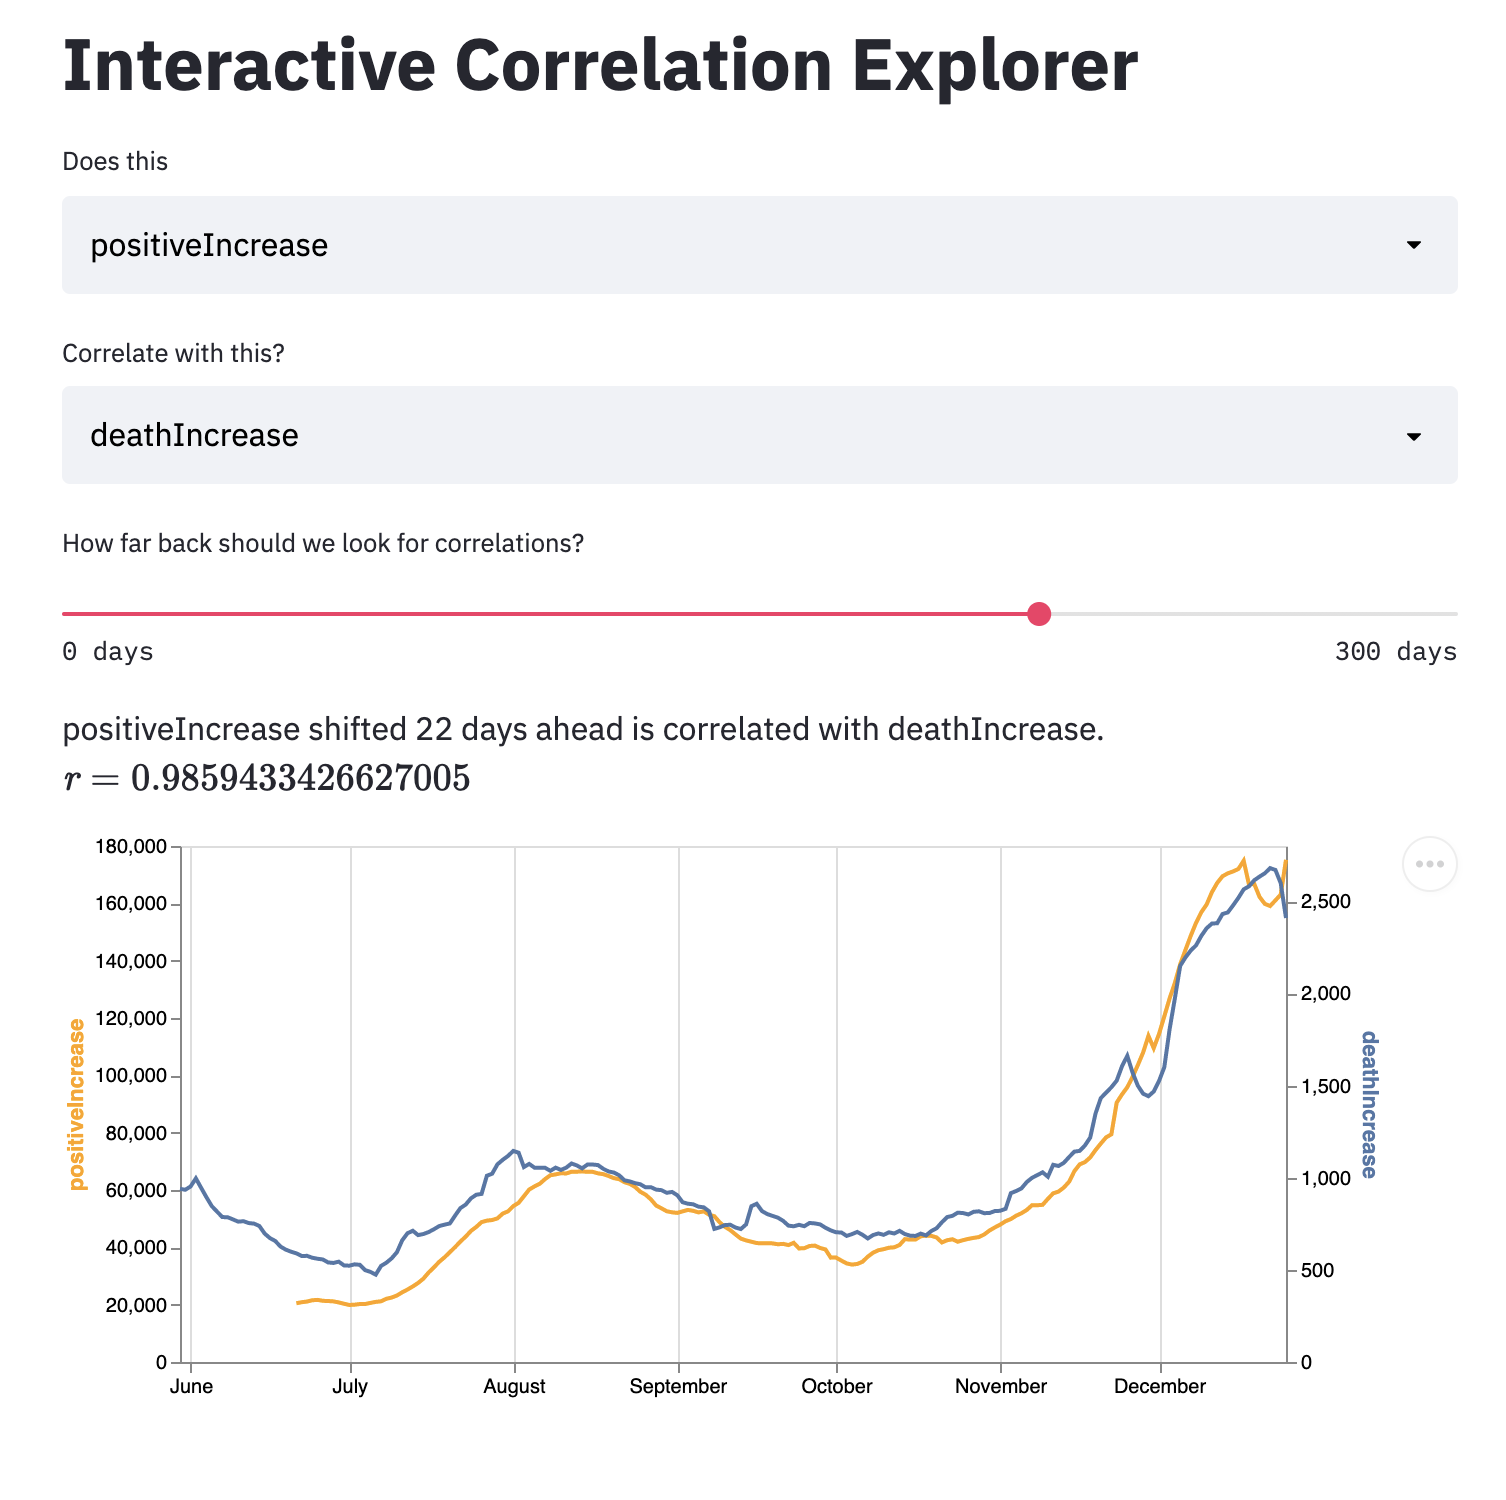 Interactive Correlation Explorer
Does this
positiveIncrease
Correlate with this?
deathIncrease
How far back should we look for correlations?
0 days
300 days
positiveIncrease shifted 22 days ahead is correlated with deathIncrease.
r = 0.9859433426627005
180,000
160,000
140,000
120,000
100,000
80,000
60,000
40,000
20,000
0
positiveIncrease
2,500
2,000
1,500
1,000
500
0
deathIncrease
June
July
August
September
October
November
December